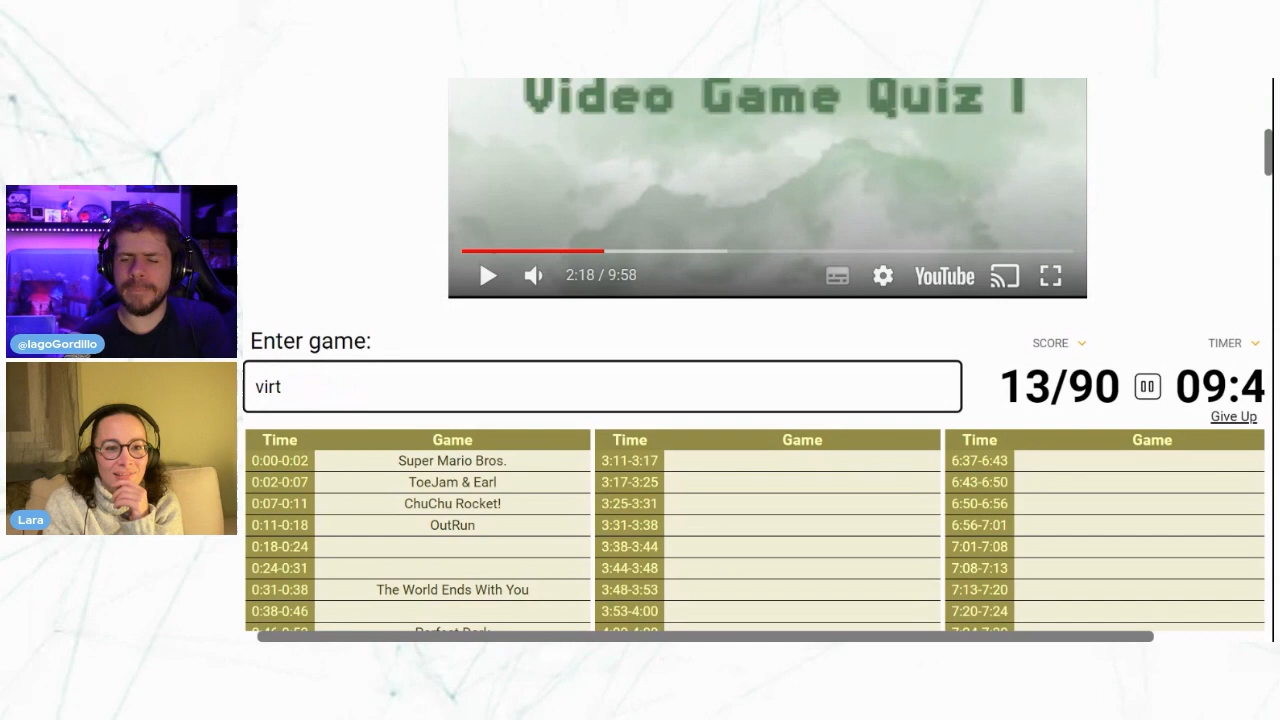 Video Game Quiz 1
2:18 / 9:58
YouTube
Enter game:
SCORE
TIMER
virt
13/90
09:4
Give Up
Time Game Time Game Time Game
0:00-0:02 Super Mario Bros. 3:11-3:17 6:37-6:43
0:02-0:07 ToeJam & Earl 3:17-3:25 6:43-6:50
0:07-0:11 ChuChu Rocket! 3:25-3:31 6:50-6:56
0:11-0:18 OutRun 3:31-3:38 6:56-7:01
0:18-0:24 3:38-3:44 7:01-7:08
0:24-0:31 3:44-3:48 7:08-7:13
0:31-0:38 The World Ends With You 3:48-3:53 7:13-7:20
0:38-0:46 3:53-4:00 7:20-7:24
Perfect Dark
@IagoGordillo
Lara